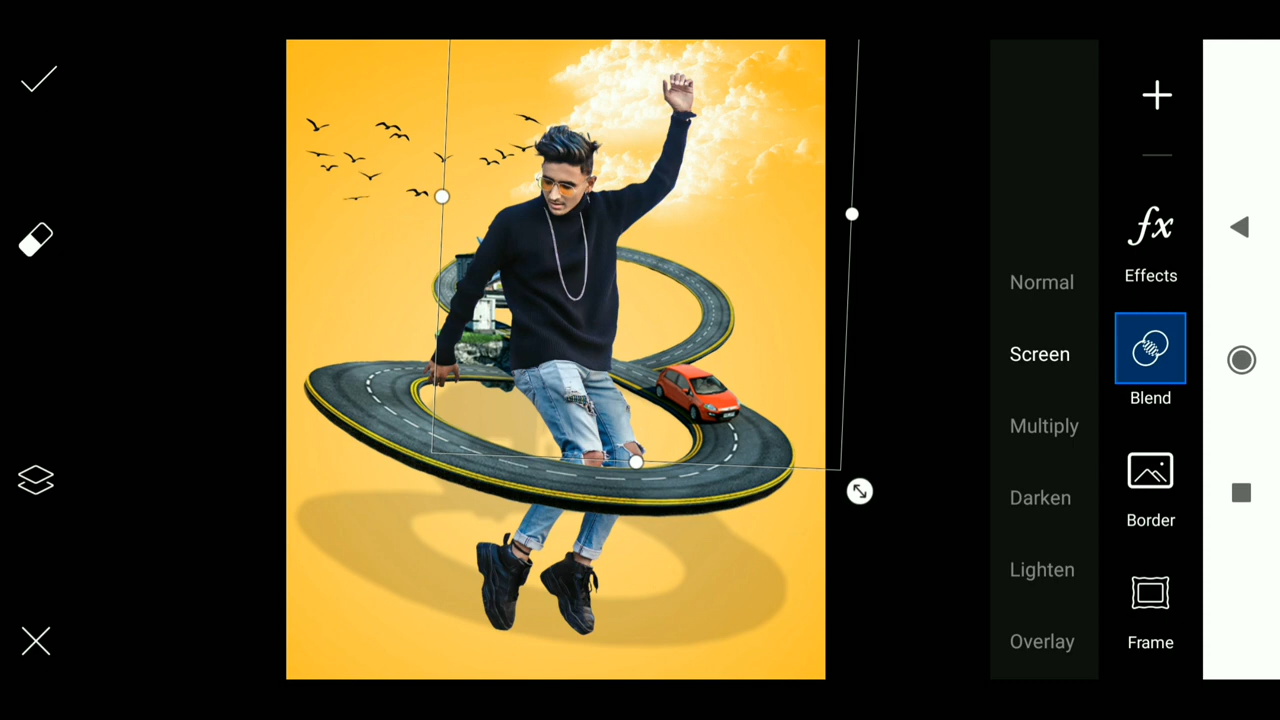 Normal
Screen
Multiply
Darken
Lighten
Overlay
fx
Effects
Blend
Border
Frame